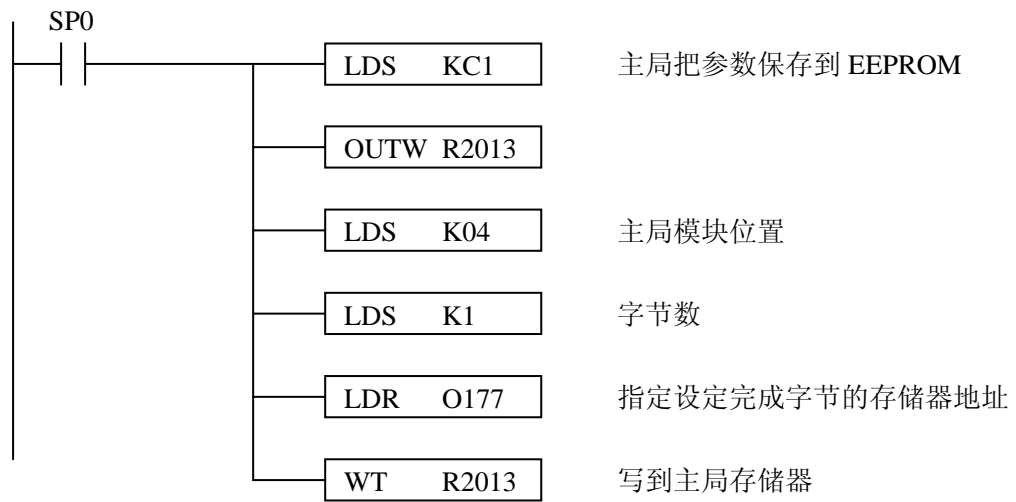 SP0
LDS KC1 主局把参数保存到 EEPROM
OUTW R2013
LDS K04 主局模块位置
LDS K1 字节数
LDR O177 指定设定完成字节的存储器地址
WT R2013 写到主局存储器